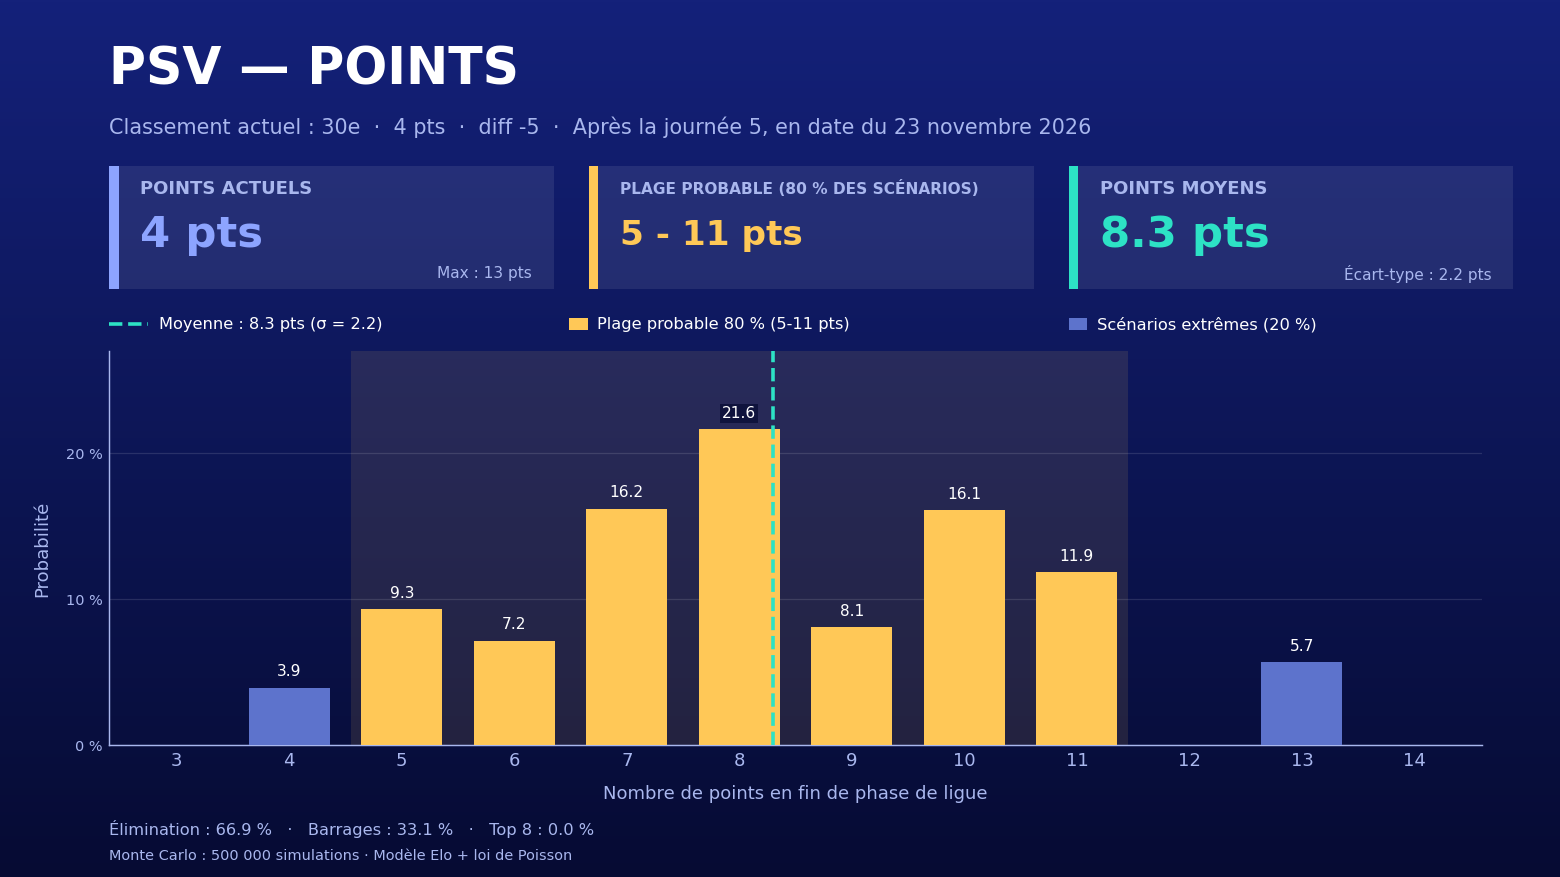 PSV — POINTS
Classement actuel : 30e · 4 pts · diff -5 · Après la journée 5, en date du 23 novembre 2026
POINTS ACTUELS
4 pts
Max : 13 pts
PLAGE PROBABLE (80 % DES SCÉNARIOS)
5 - 11 pts
POINTS MOYENS
8.3 pts
Écart-type : 2.2 pts
Moyenne : 8.3 pts (σ = 2.2)
Plage probable 80 % (5-11 pts)
Scénarios extrêmes (20 %)
Probabilité
20 %
10 %
0 %
3.9
9.3
7.2
16.2
21.6
8.1
16.1
11.9
5.7
3 4 5 6 7 8 9 10 11 12 13 14
Nombre de points en fin de phase de ligue
Élimination : 66.9 % · Barrages : 33.1 % · Top 8 : 0.0 %
Monte Carlo : 500 000 simulations · Modèle Elo + loi de Poisson